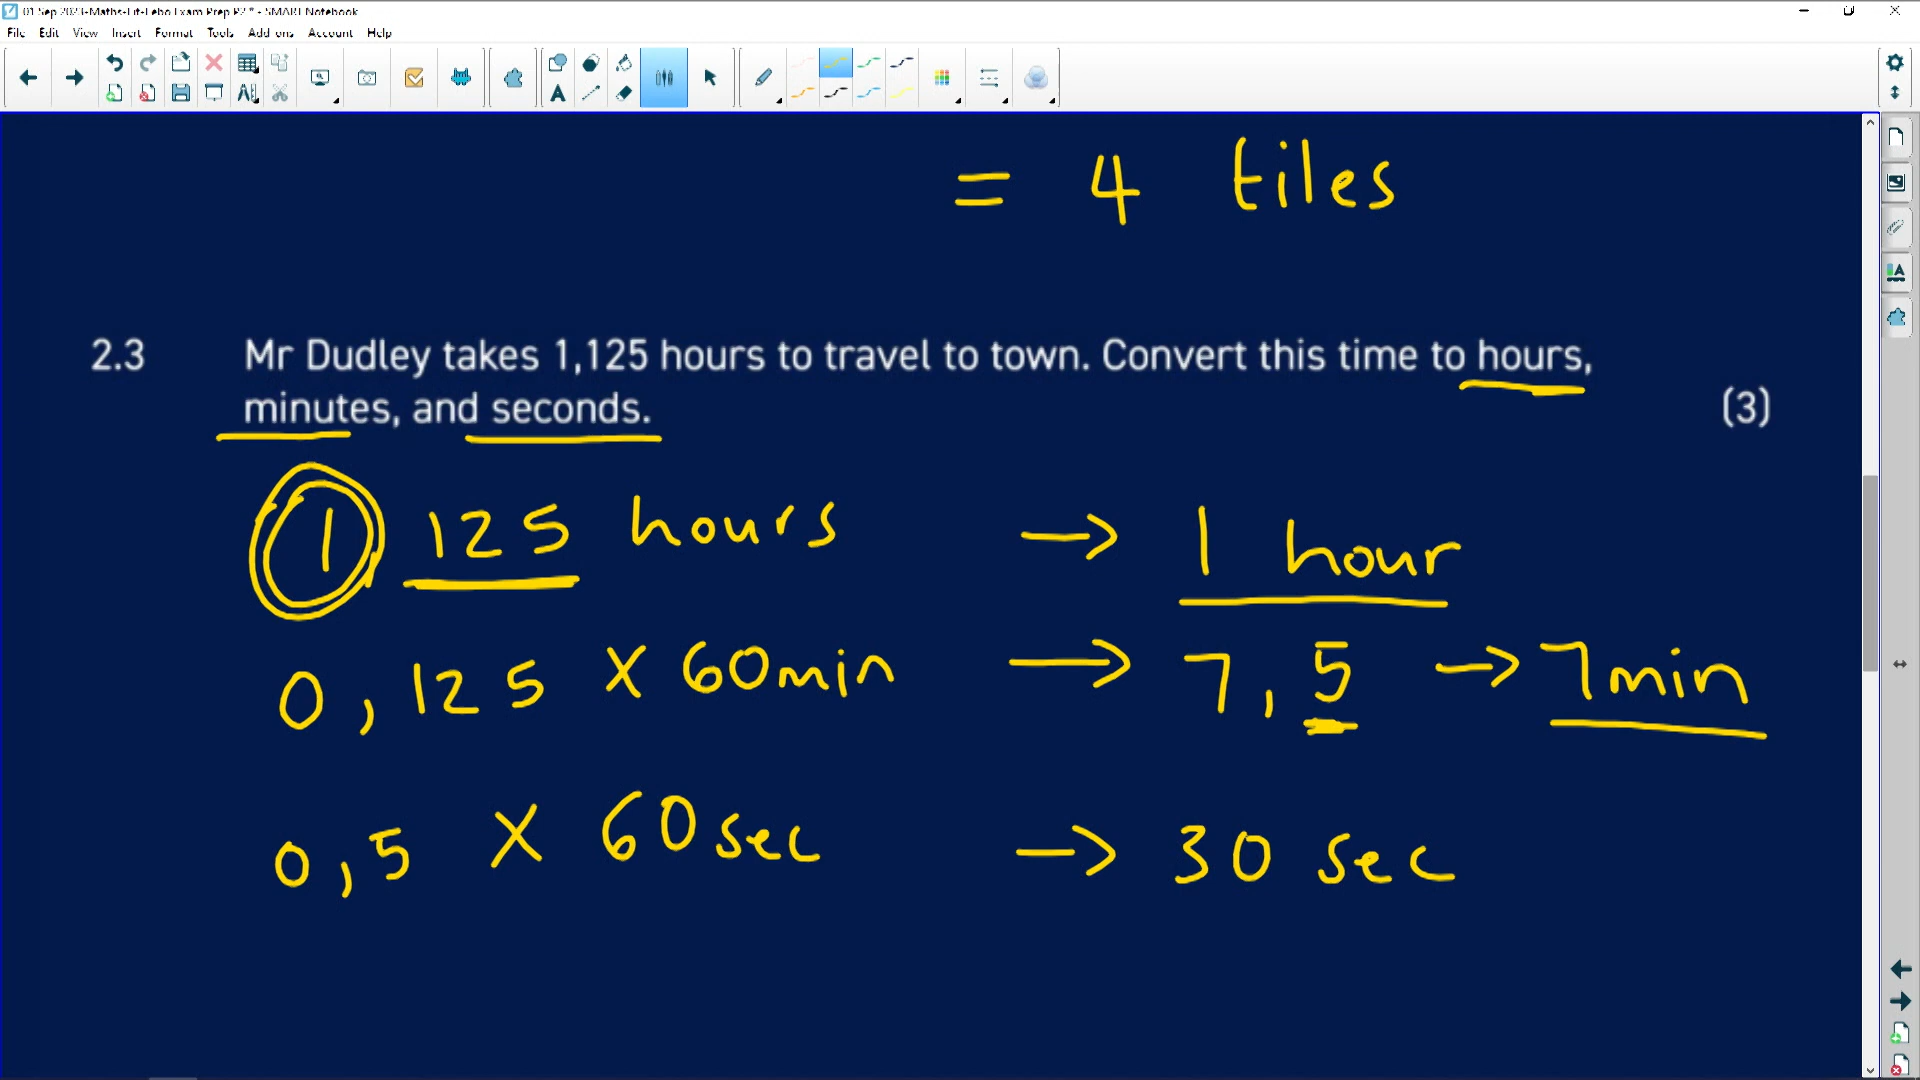 File Edit View Insert Format Tools Add-ons Account Help
= 4 tiles
2.3 Mr Dudley takes 1,125 hours to travel to town. Convert this time to hours,
minutes, and seconds. (3)
1 125 hours → 1 hour
0,125 X 60min → 7,5 → 7min
0,5 X 60sec → 30 sec